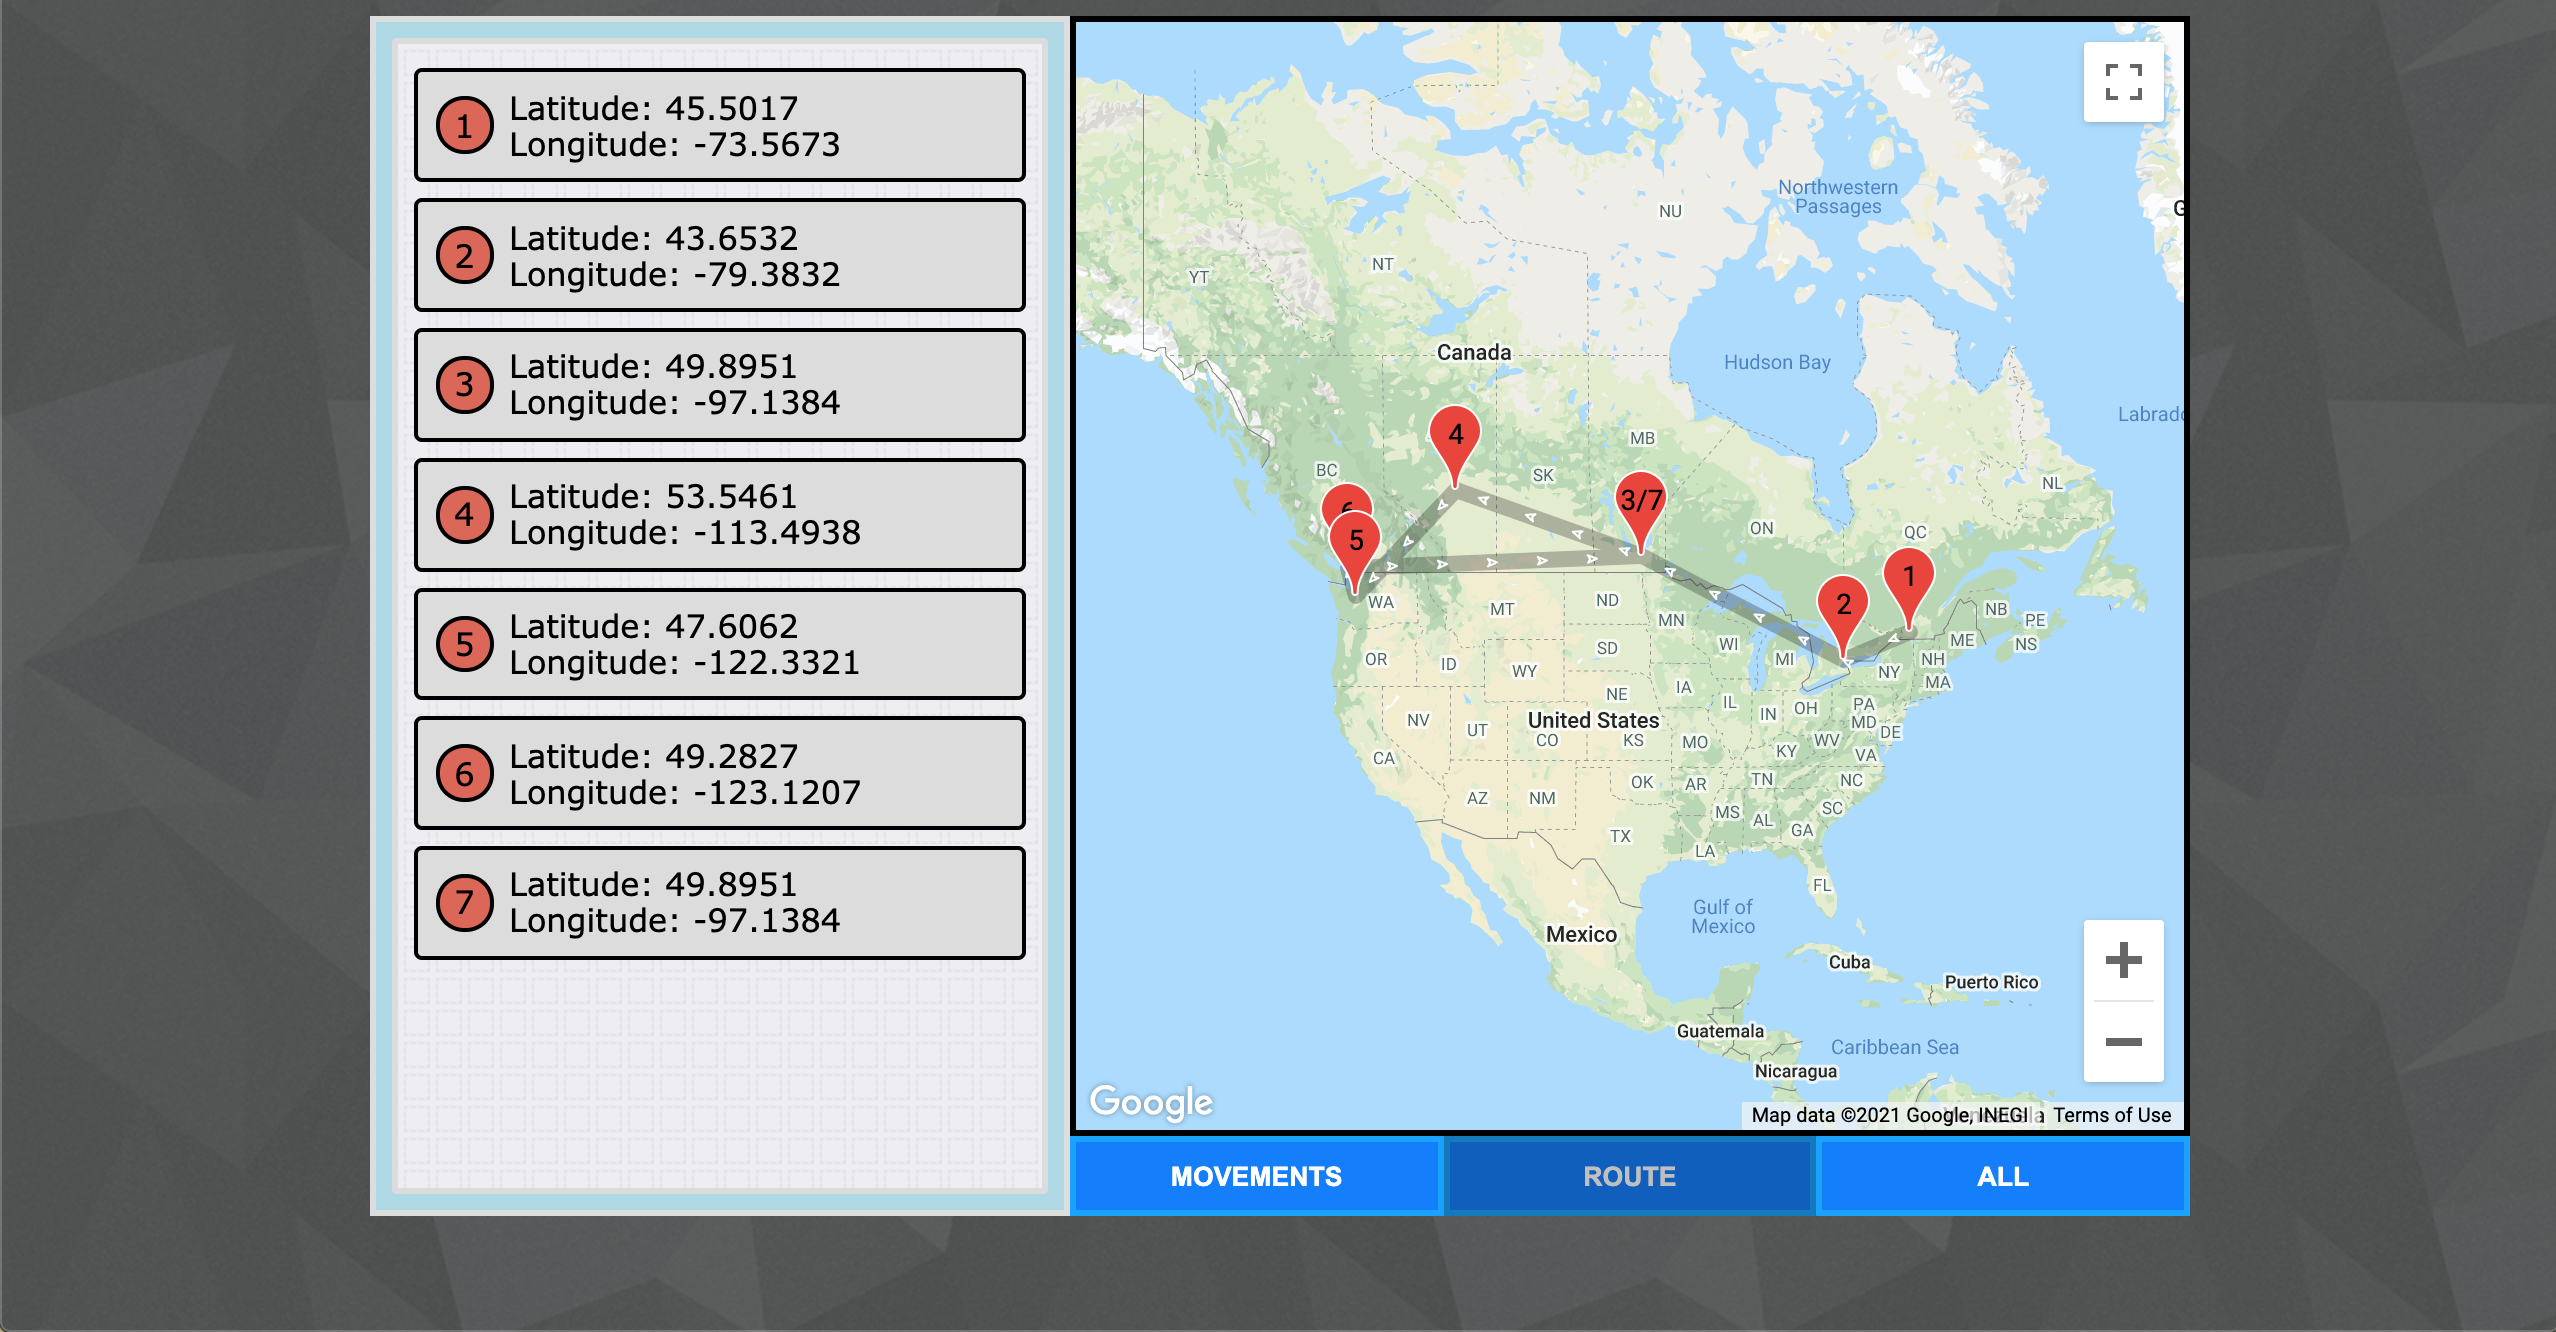 1
Latitude: 45.5017
Longitude: -73.5673
2
Latitude: 43.6532
Longitude: -79.3832
3
Latitude: 49.8951
Longitude: -97.1384
4
Latitude: 53.5461
Longitude: -113.4938
5
Latitude: 47.6062
Longitude: -122.3321
6
Latitude: 49.2827
Longitude: -123.1207
7
Latitude: 49.8951
Longitude: -97.1384
Northwestern
Passages
NU
G
NT
YT
Canada
Hudson Bay
Labrad
4
MB
BC
SK
NL
3/7
6
5
ON
QC
1
2
WA
MT
ND
MN
NB
PE
OR
ID
WY
SD
WI
MI
ME
NS
NH
NY
MA
NE
IA
IL
IN
OH
PA
MD
DE
NV
UT
United States
CO
KS
MO
KY
WV
VA
CA
AZ
NM
OK
AR
TN
NC
SC
MS
AL
GA
TX
LA
FL
Gulf of
Mexico
Mexico
Cuba
Puerto Rico
Guatemala
Caribbean Sea
Nicaragua
Google
Map data ©2021 Google, INEGI
Terms of Use
MOVEMENTS
ROUTE
ALL